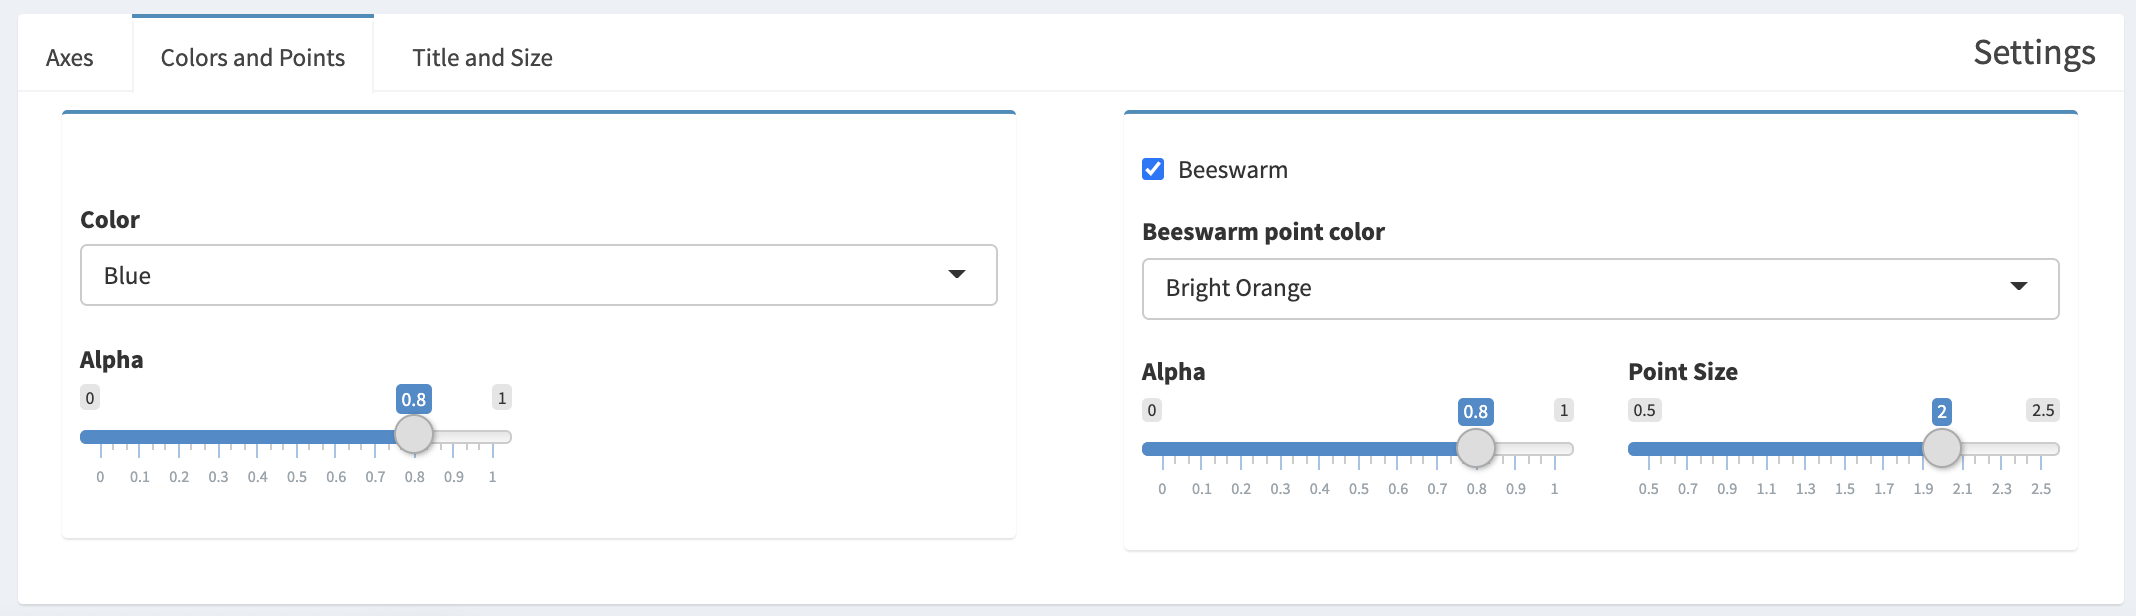 Axes
Colors and Points
Title and Size
Settings
Color
Blue
Alpha
0 0.8 1
0 0.1 0.2 0.3 0.4 0.5 0.6 0.7 0.8 0.9 1
Beeswarm
Beeswarm point color
Bright Orange
Alpha
0 0.8 1
0 0.1 0.2 0.3 0.4 0.5 0.6 0.7 0.8 0.9 1
Point Size
0.5 2 2.5
0.5 0.7 0.9 1.1 1.3 1.5 1.7 1.9 2.1 2.3 2.5